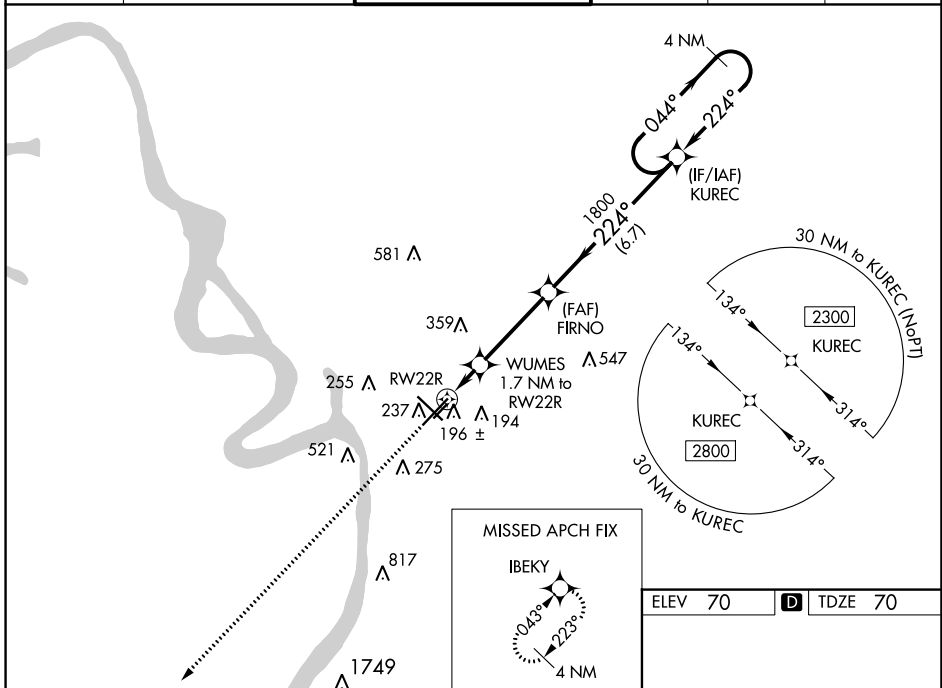 4 NM
044°
224°
(IF/IAF)
KUREC
1800
224°
(6.7)
581
30 NM to KUREC (NoPT)
(FAF)
FIRNO
134°
2300
KUREC
314°
359
WUMES
1.7 NM to
RW22R
547
134°
KUREC
2800
314°
30 NM to KUREC
255
RW22R
237
196 ±
194
521
275
MISSED APCH FIX
IBEKY
043°
223°
4 NM
817
1749
ELEV 70
D
TDZE 70